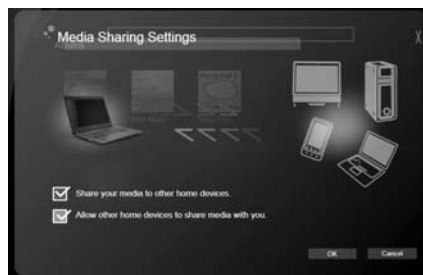 Media Sharing Settings
X
Share your media to other home devices.
Allow other home devices to share media with you.
OK
Cancel